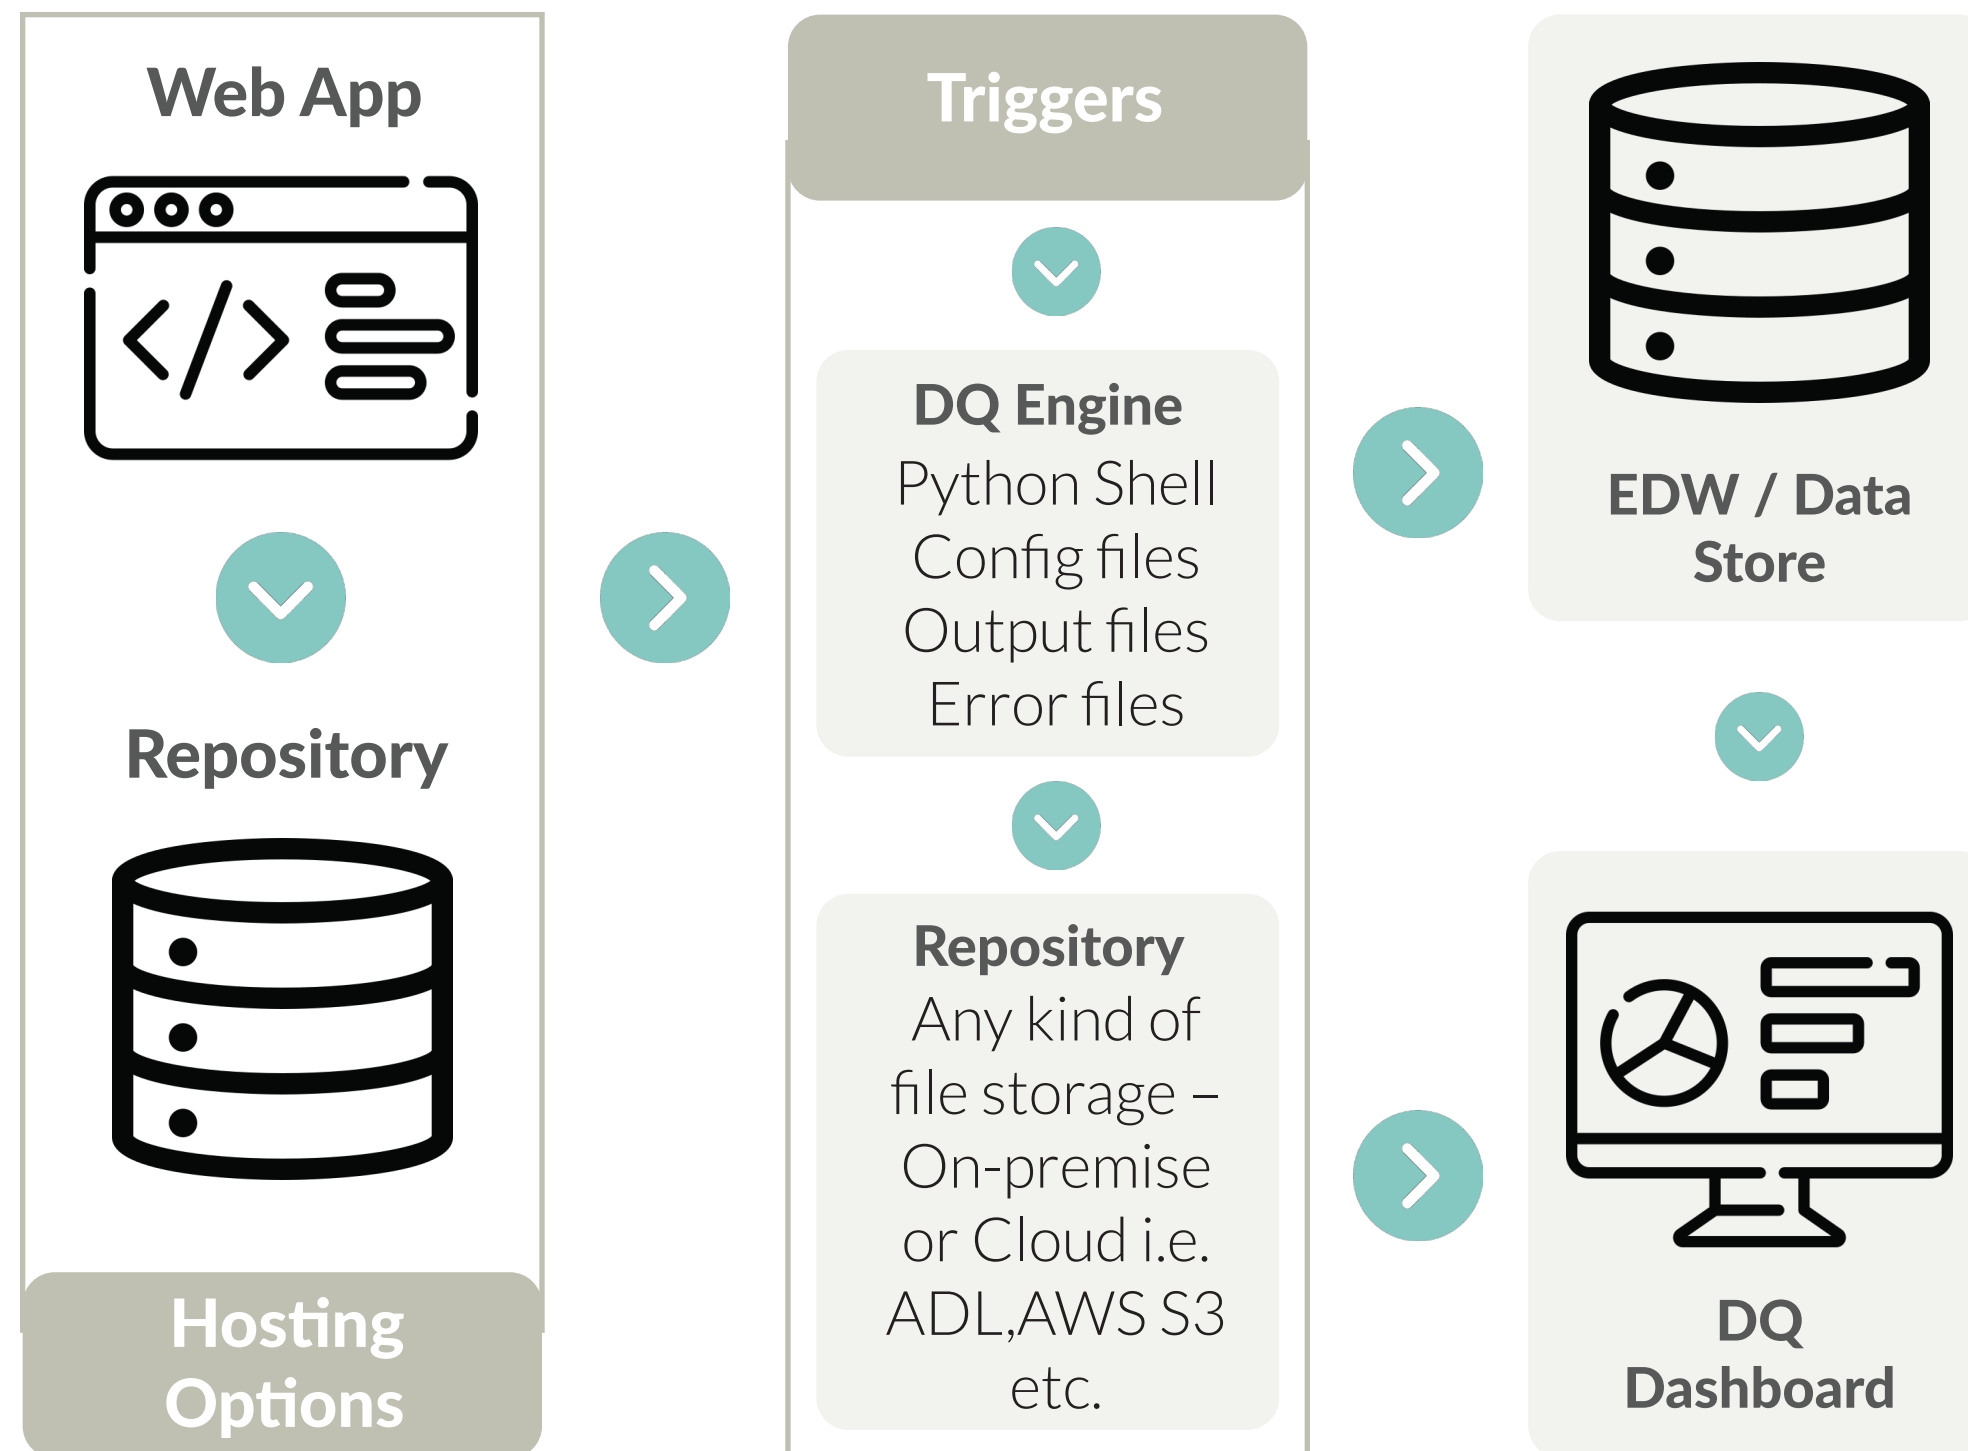 Web App
Repository
Hosting
Options
Triggers
DQ Engine
Python Shell
Config files
Output files
Error files
Repository
Any kind of
file storage –
On-premise
or Cloud i.e.
ADL,AWS S3
etc.
EDW / Data
Store
DQ
Dashboard